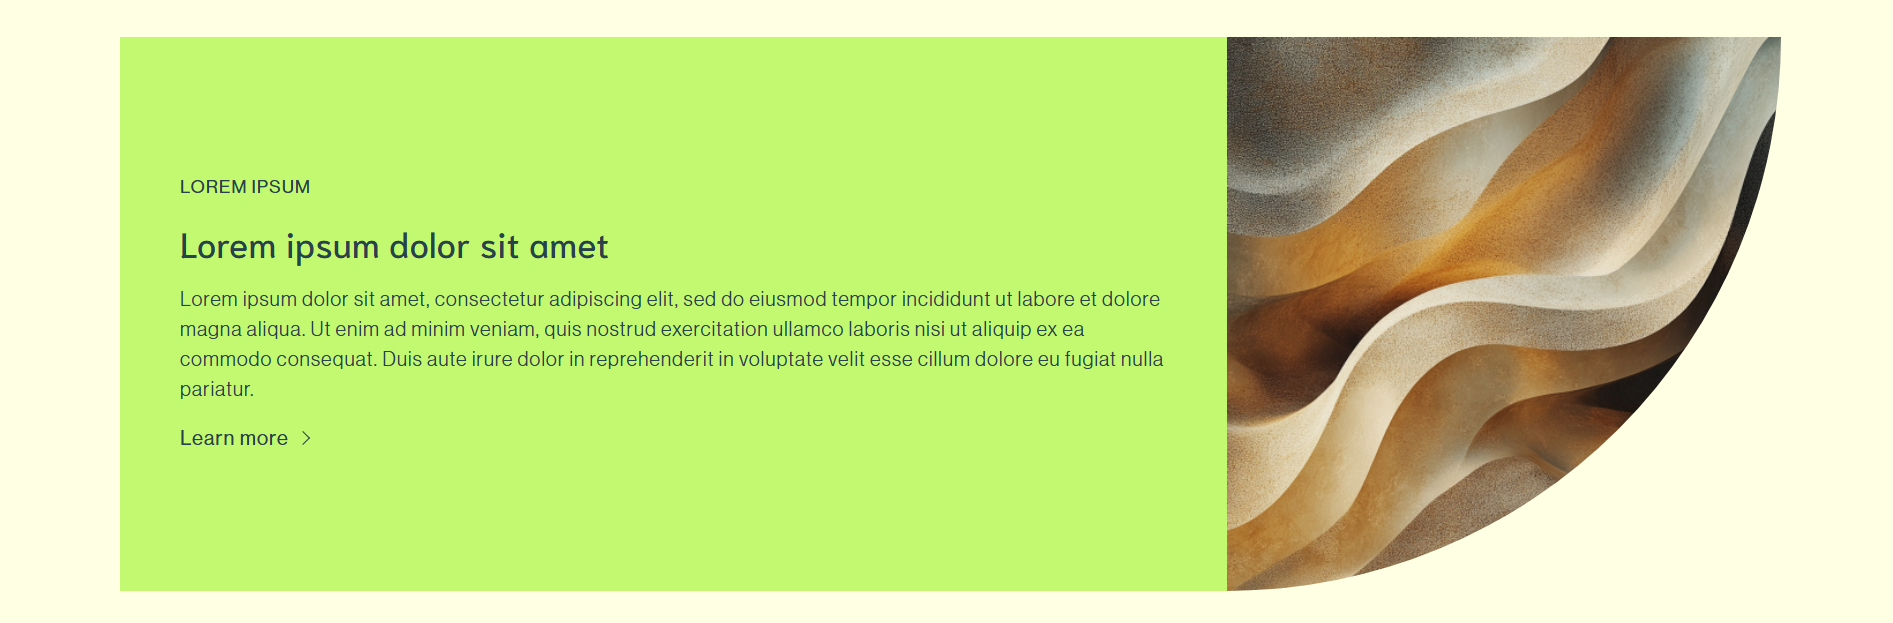 LOREM IPSUM
Lorem ipsum dolor sit amet
Lorem ipsum dolor sit amet, consectetur adipiscing elit, sed do eiusmod tempor incididunt ut labore et dolore
magna aliqua. Ut enim ad minim veniam, quis nostrud exercitation ullamco laboris nisi ut aliquip ex ea
commodo consequat. Duis aute irure dolor in reprehenderit in voluptate velit esse cillum dolore eu fugiat nulla
pariatur.
Learn more